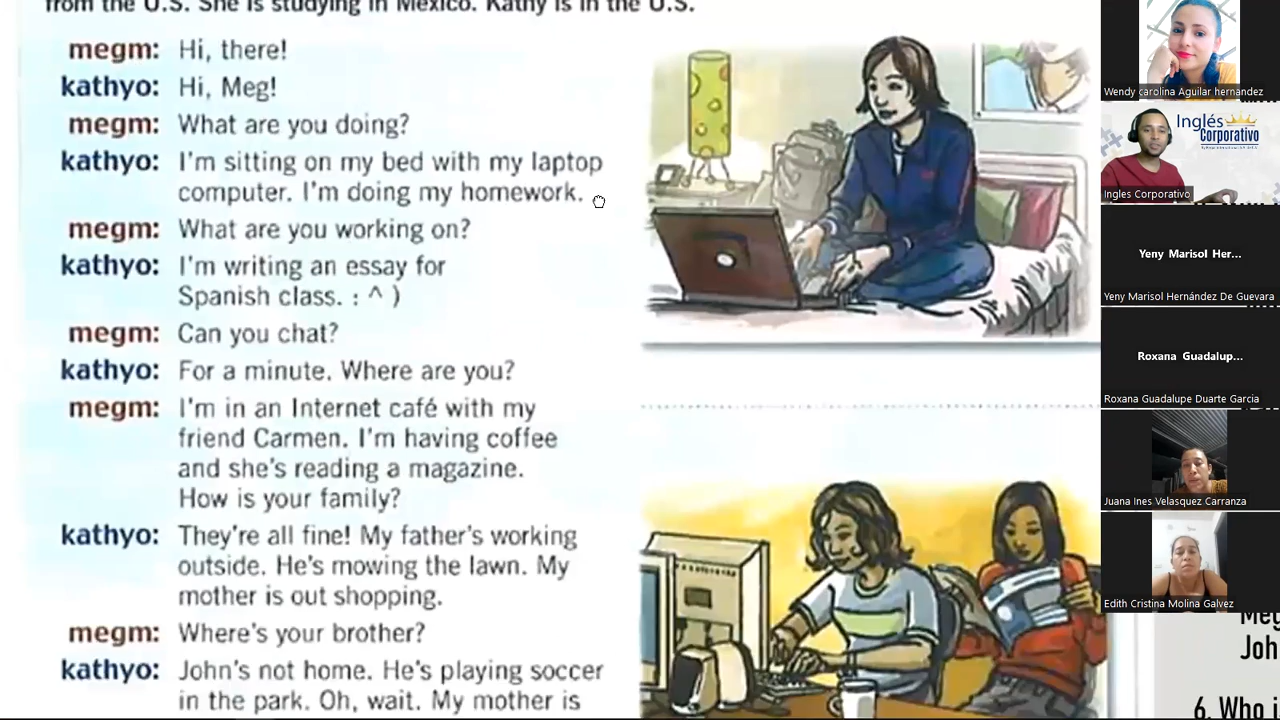 from the U.S. She is studying in Mexico. Kathy is in the U.S.
megm: Hi, there!
kathyo: Hi, Meg!
megm: What are you doing?
kathyo: I'm sitting on my bed with my laptop
computer. I'm doing my homework.
megm: What are you working on?
kathyo: I'm writing an essay for
Spanish class. : ^ )
megm: Can you chat?
kathyo: For a minute. Where are you?
megm: I'm in an Internet café with my
friend Carmen. I'm having coffee
and she's reading a magazine.
How is your family?
kathyo: They're all fine! My father's working
outside. He's mowing the lawn. My
mother is out shopping.
megm: Where's your brother?
kathyo: John's not home. He's playing soccer
in the park. Oh, wait. My mother is
Wendy carolina Aguilar hernandez
Inglés
Corporativo
Ingles Corporativo
Yeny Marisol Her...
Yeny Marisol Hernández De Guevara
Roxana Guadalup...
Roxana Guadalupe Duarte Garcia
Juana Ines Velasquez Carranza
Edith Cristina Molina Galvez
Meg
Joh
6. Who i